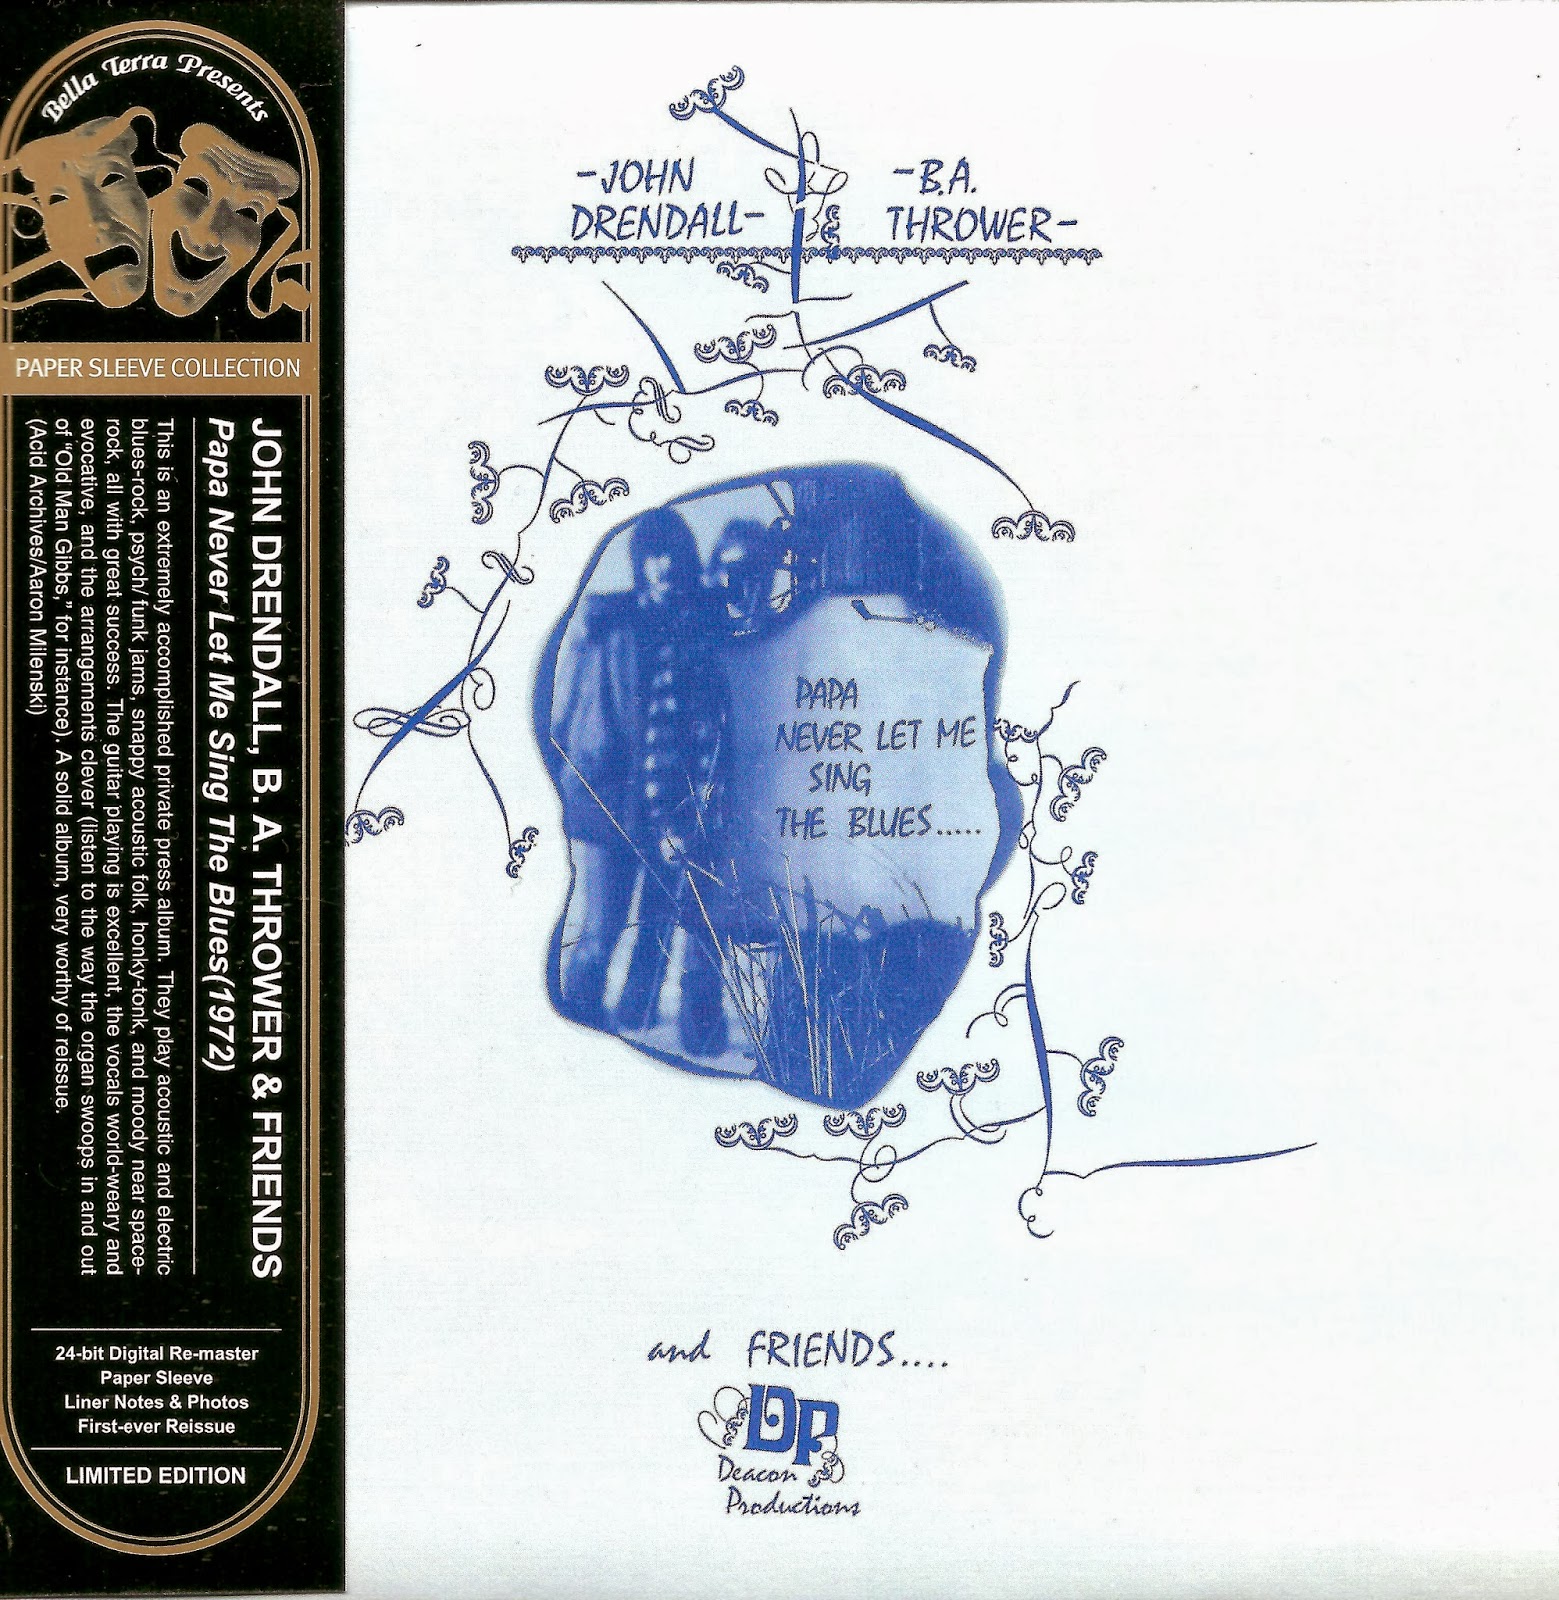 Bella Terra Presents
PAPER SLEEVE COLLECTION
JOHN DRENDALL, B. A. THROWER & FRIENDS
Papa Never Let Me Sing The Blues(1972)
This is an extremely accomplished private press album. They play acoustic and electric
blues-rock, psych/ funk jams, snappy acoustic folk, honky-tonk, and moody near space-
rock, all with great success. The guitar playing is excellent, the vocals world-weary and
evocative, and the arrangements clever (listen to the way the organ swoops in and out
of “Old Man Gibbs,” for instance). A solid album, very worthy of reissue.
(Acid Archives/Aaron Milenski)
24-bit Digital Re-master
Paper Sleeve
Liner Notes & Photos
First-ever Reissue
LIMITED EDITION
-JOHN
DRENDALL-
-B.A.
THROWER-
PAPA
NEVER LET ME
SING
THE BLUES.....
and FRIENDS....
DP
Deacon
Productions